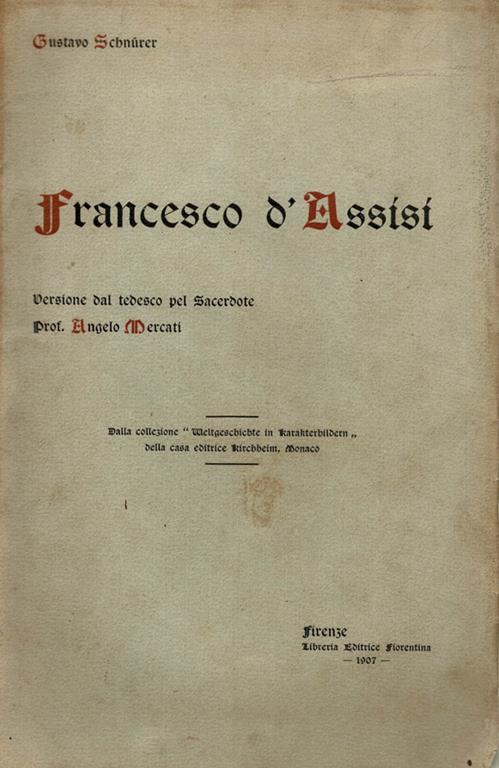 Gustavo Schnürer
Francesco d'Assisi
Versione dal tedesco pel Sacerdote
Prof. Angelo Mercati
Dalla collezione " Weltgeschichte in Karakterbildern „
della casa editrice Kirchheim, Monaco
Firenze
Libreria Editrice Fiorentina
— 1907 —